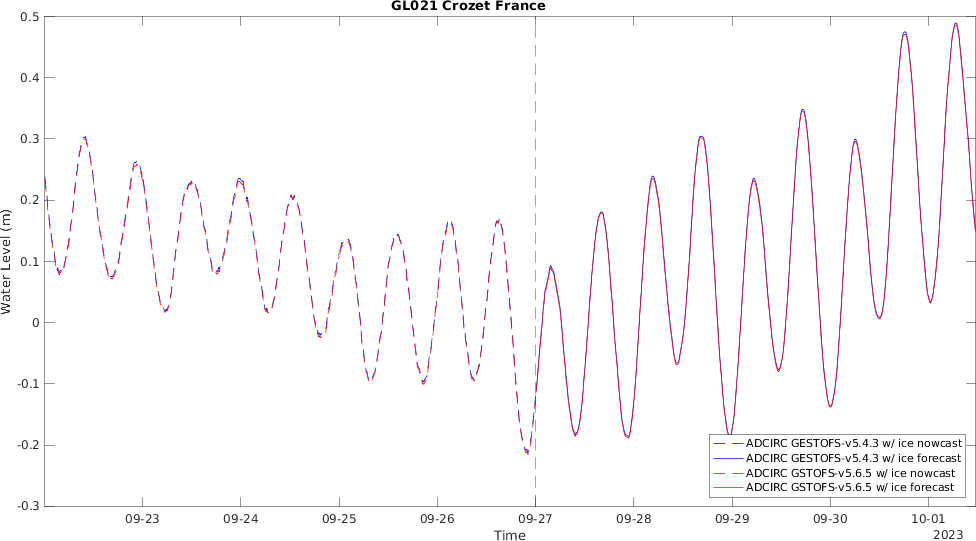 GL021 Crozet France
0.5
0.4
0.3
0.2
0.1
0
-0.1
-0.2
-0.3
Water Level (m)
ADCIRC GESTOFS-v5.4.3 w/ ice nowcast
ADCIRC GESTOFS-v5.4.3 w/ ice forecast
ADCIRC GSTOFS-v5.6.5 w/ ice nowcast
ADCIRC GSTOFS-v5.6.5 w/ ice forecast
09-23 09-24 09-25 09-26 09-27 09-28 09-29 09-30 10-01
Time
2023